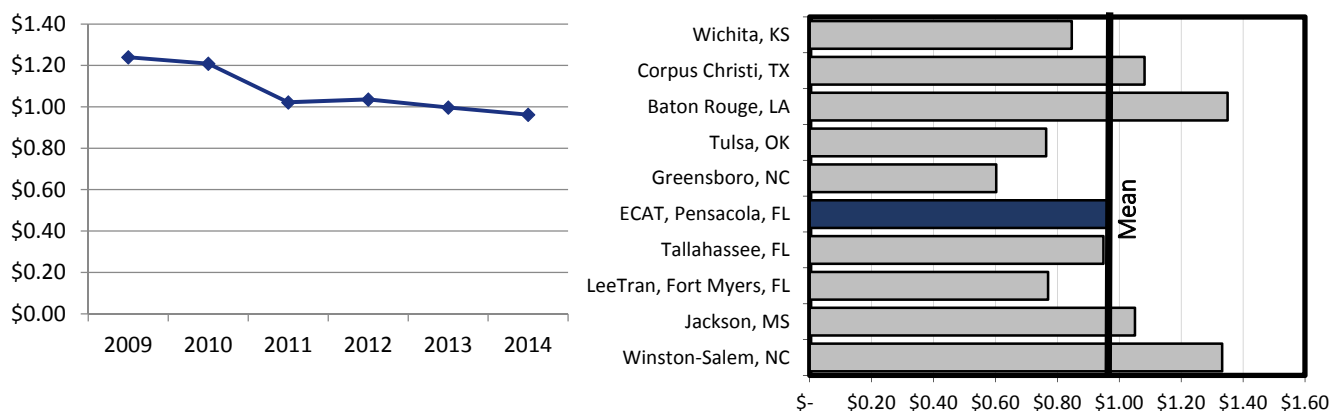 $1.40
$1.20
$1.00
$0.80
$0.60
$0.40
$0.20
$0.00
2009 2010 2011 2012 2013 2014
Wichita, KS
Corpus Christi, TX
Baton Rouge, LA
Tulsa, OK
Greensboro, NC
ECAT, Pensacola, FL
Tallahassee, FL
LeeTran, Fort Myers, FL
Jackson, MS
Winston-Salem, NC
Mean
$- $0.20 $0.40 $0.60 $0.80 $1.00 $1.20 $1.40 $1.60